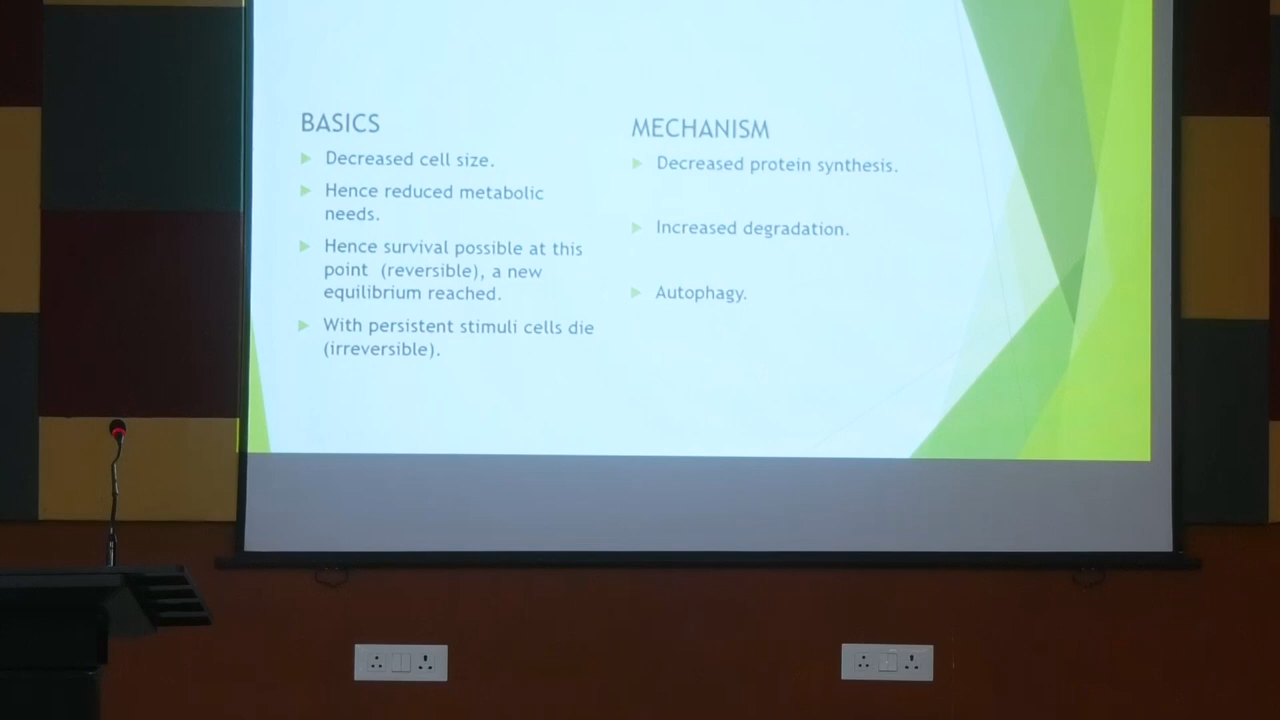 BASICS
Decreased cell size.
Hence reduced metabolic
needs.
Hence survival possible at this
point (reversible), a new
equilibrium reached.
With persistent stimuli cells die
(irreversible).
MECHANISM
Decreased protein synthesis.
Increased degradation.
Autophagy.